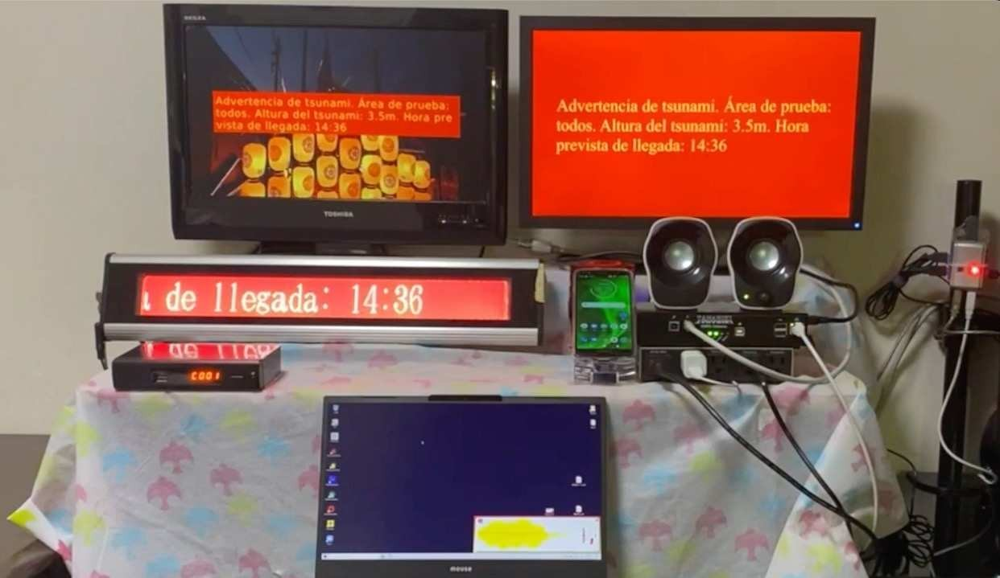 REGZA
Advertencia de tsunami. Área de prueba:
todos. Altura del tsunami: 3.5m. Hora pre
vista de llegada: 14:36
TOSHIBA
Advertencia de tsunami. Área de prueba:
todos. Altura del tsunami: 3.5m. Hora
prevista de llegada: 14:36
de llegada: 14:36
C001
mouse